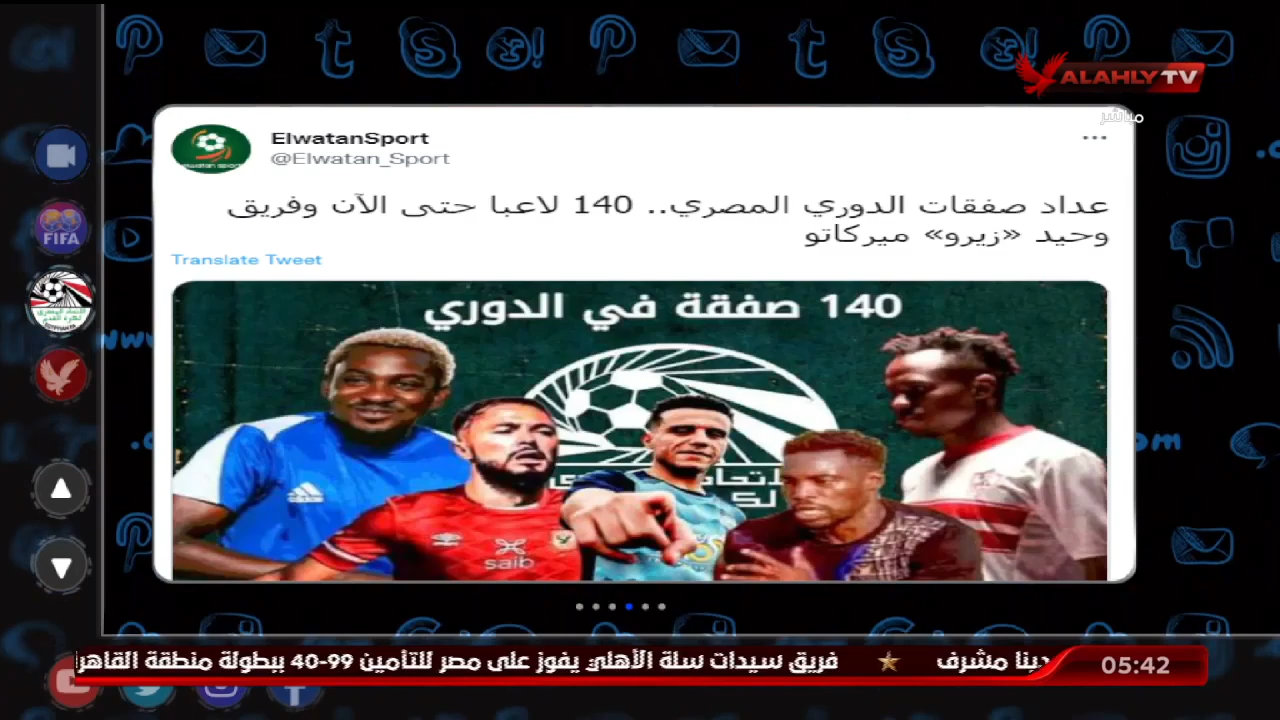 ALAHLY TV
مباشر
ElwatanSport
@Elwatan_Sport
عداد صفقات الدوري المصري.. 140 لاعبا حتى الآن وفريق
وحيد «زيرو» ميركاتو
Translate Tweet
140 صفقة في الدوري
saib
FIFA
دينا مشرف ★ فريق سيدات سلة الأهلي يفوز على مصر للتأمين 99-40 ببطولة منطقة القاهر
05:42